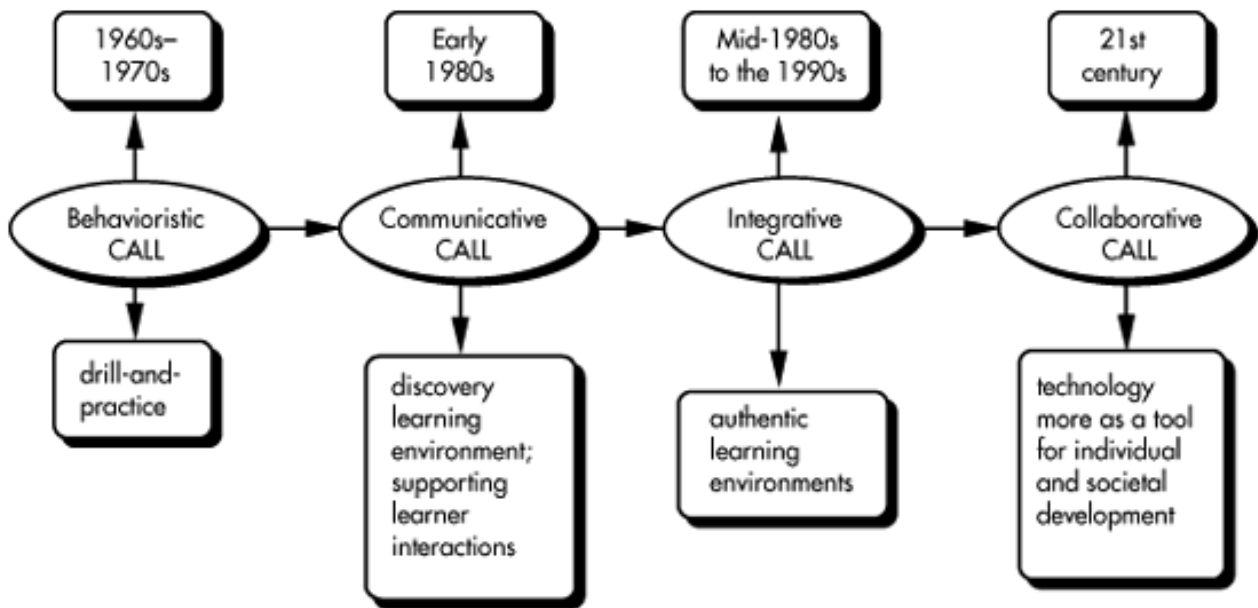 1960s–
1970s
Early
1980s
Mid-1980s
to the 1990s
21st
century
Behavioristic
CALL
Communicative
CALL
Integrative
CALL
Collaborative
CALL
drill-and-
practice
discovery
learning
environment;
supporting
learner
interactions
authentic
learning
environments
technology
more as a tool
for individual
and societal
development